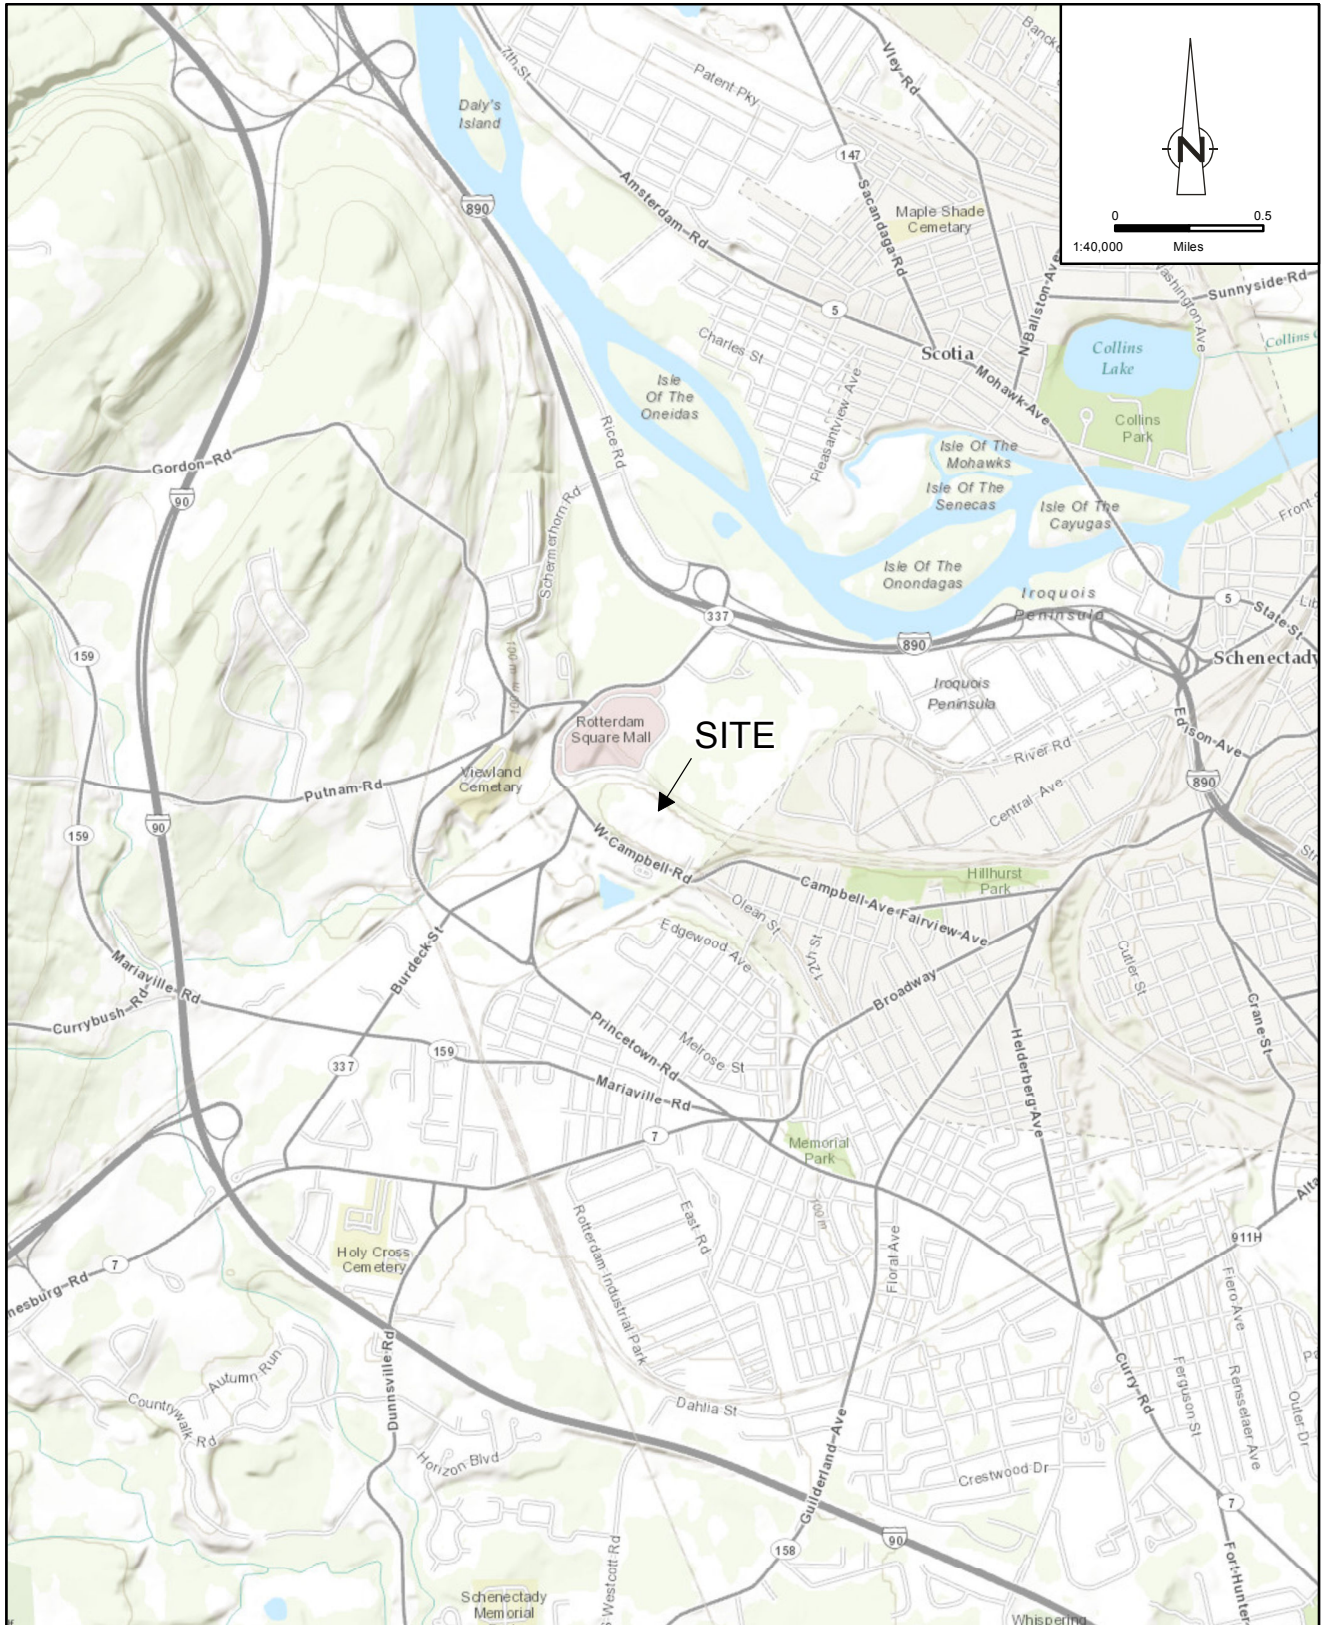 7th St
Patent Pky
Vley Rd
N
0
0.5
1:40,000
Miles
Daly's
Island
890
147
Amsterdam-Rd
Sacandaga-Rd
Maple Shade
Cemetary
N Ballston-Ave
Washington-Ave
Sunnyside-Rd
5
Charles St
Scotia
Collins
Lake
Collins
Isle
Of The
Oneidas
Pleasantview Ave
Mohawk-Ave
Collins
Park
Rice Rd
Gordon-Rd
90
Isle Of The
Mohawks
Isle Of The
Senecas
Isle Of The
Cayugas
Front-S
Schermerhorn Rd
Isle Of The
Onondagas
Iroquois
Peninsula
337
890
5
State-St
Lib
159
100 m
Schenectady
Iroquois
Peninsula
Rotterdam
Square Mall
SITE
Edison-Ave
River Rd
Viewland
Cemetary
Putnam-Rd
890
Central Ave
90
159
W-Campbell-Rd
Str
Hillhurst
Park
Campbell-Ave-Fairview-Ave
Olean St
Edgewood Ave
12th St
Burdeck-St
Cutler St
Broadway
Mariaville-Rd
Currybush-Rd
Crane-St
Princetown-Rd
Melrose St
Helderberg-Ave
159
337
Mariaville-Rd
7
Memorial
Park
Alta
100 m
East-Rd
Rotterdam Industrial Park
Floral Ave
911H
Holy Cross
Cemetery
7
nesburg-Rd
Fiero Ave
Autumn Run
Dunnsville-Rd
Countrywalk Rd
Curry-Rd
Ferguson St
Rensselaer Ave
Outer Dr
Pa
Dahlia St
Guilderland-Ave
Horizon Blvd
Crestwood Dr
7
90
158
S Westcott Rd
Fort-Hunter
Schenectady
Memorial
Whispering